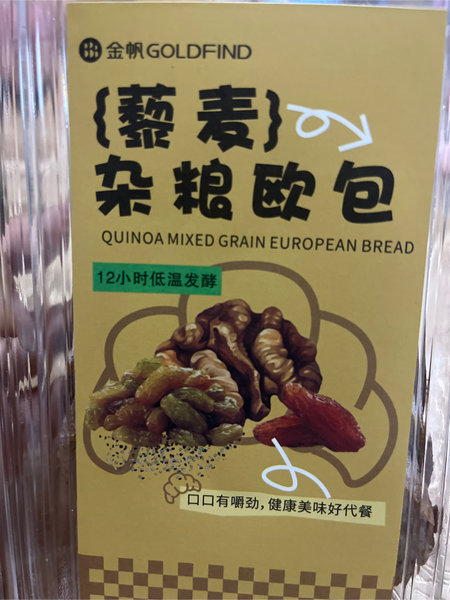 金帆GOLDFIND
{藜麦}
杂粮欧包
QUINOA MIXED GRAIN EUROPEAN BREAD
12小时低温发酵
口口有嚼劲,健康美味好代餐